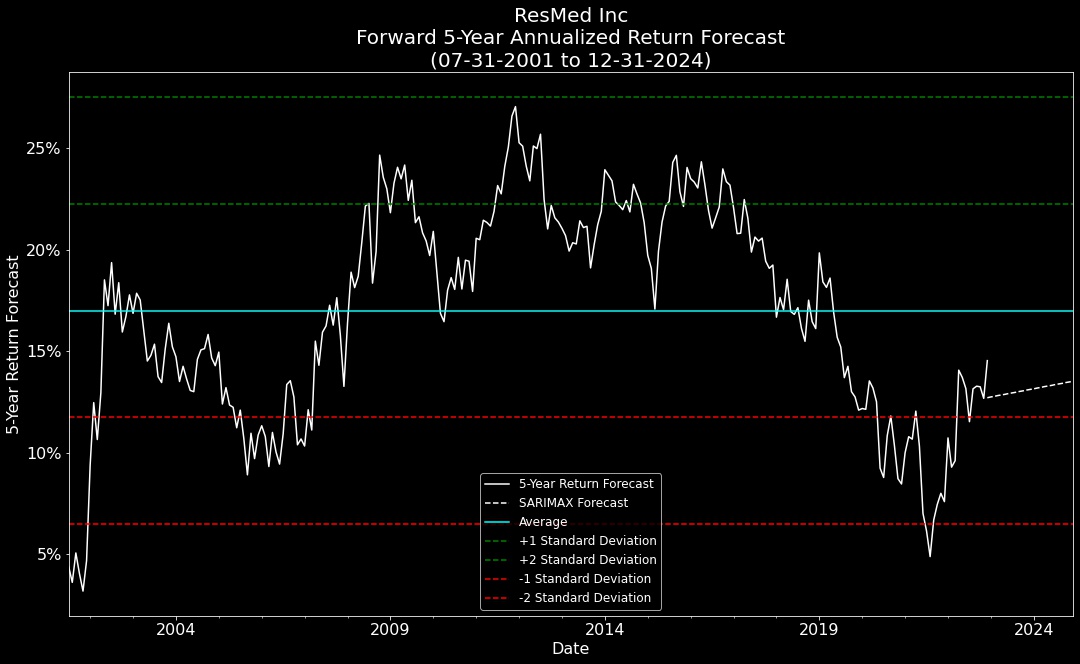 ResMed Inc
Forward 5-Year Annualized Return Forecast
(07-31-2001 to 12-31-2024)
5-Year Return Forecast
25%
20%
15%
10%
5%
5-Year Return Forecast
SARIMAX Forecast
Average
+1 Standard Deviation
+2 Standard Deviation
-1 Standard Deviation
-2 Standard Deviation
2004
2009
2014
2019
2024
Date